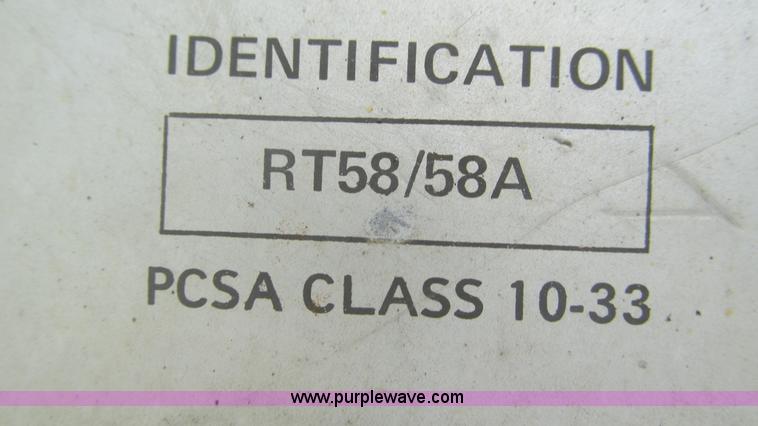 IDENTIFICATION
RT58/58A
PCSA CLASS 10-33
www.purplewave.com